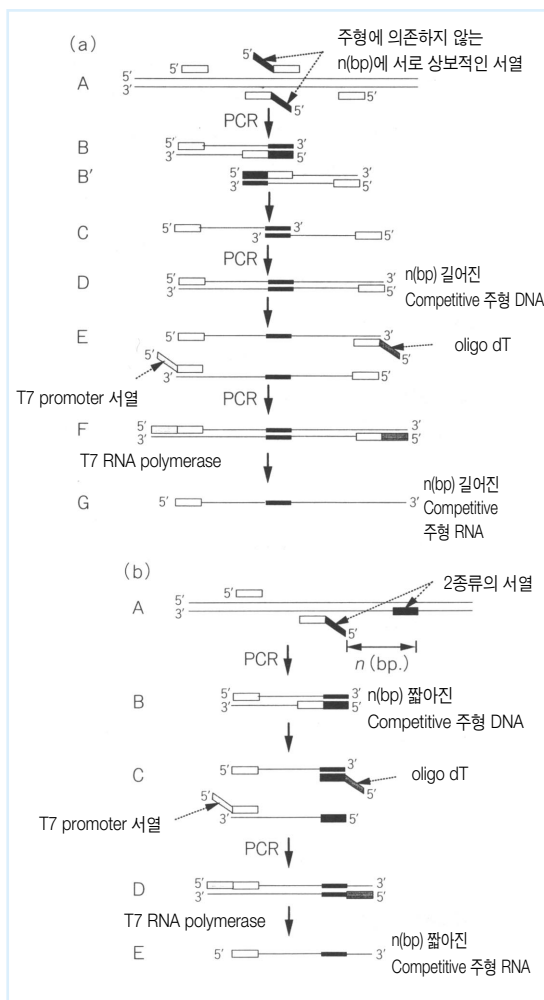 (a)
주형에 의존하지 않는
n(bp)에 서로 상보적인 서열
5′ 5′
A 5′
3′
5′
PCR
B 5′ 3′
3′ 5′
B′ 5′ 3′
3′ 5′
C 5′ 3′
3′ 5′
PCR
D 5′ 3′
3′ 5′
n(bp) 길어진
Competitive 주형 DNA
E 5′ 3′
5′
oligo dT
5′
3′ 5′
T7 promoter 서열
PCR
F 5′ 3′
3′ 5′
T7 RNA polymerase
G 5′ 3′
n(bp) 길어진
Competitive
주형 RNA
(b)
2종류의 서열
5′
A 5′
3′
5′
n (bp.)
PCR
B 5′ 3′
3′ 5′
n(bp) 짧아진
Competitive 주형 DNA
C 5′ 3′
oligo dT
5′
5′
3′ 5′
T7 promoter 서열
PCR
D 5′ 3′
3′ 5′
T7 RNA polymerase
E 5′ 3′
n(bp) 짧아진
Competitive 주형 RNA